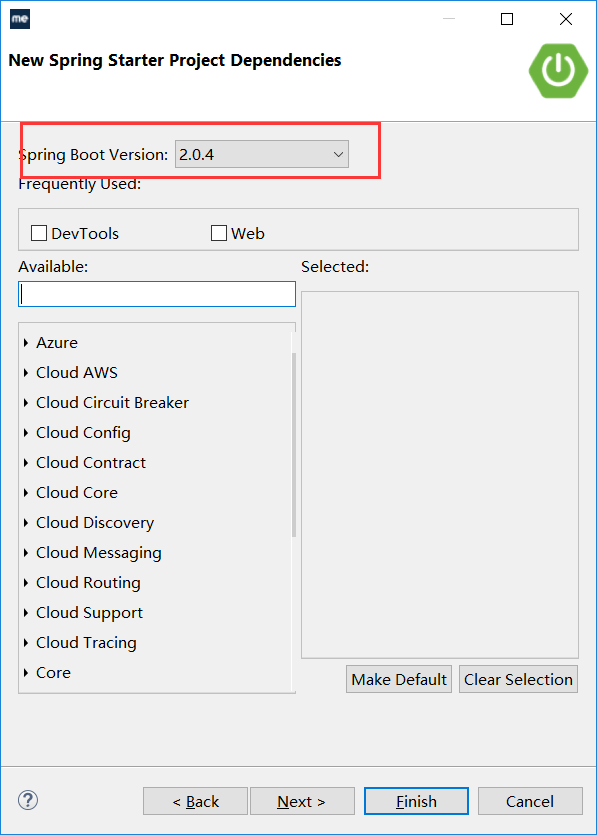 me
New Spring Starter Project Dependencies
Spring Boot Version: 2.0.4
Frequently Used:
DevTools Web
Available: Selected:
Azure
Cloud AWS
Cloud Circuit Breaker
Cloud Config
Cloud Contract
Cloud Core
Cloud Discovery
Cloud Messaging
Cloud Routing
Cloud Support
Cloud Tracing
Core
Make Default Clear Selection
? < Back Next > Finish Cancel